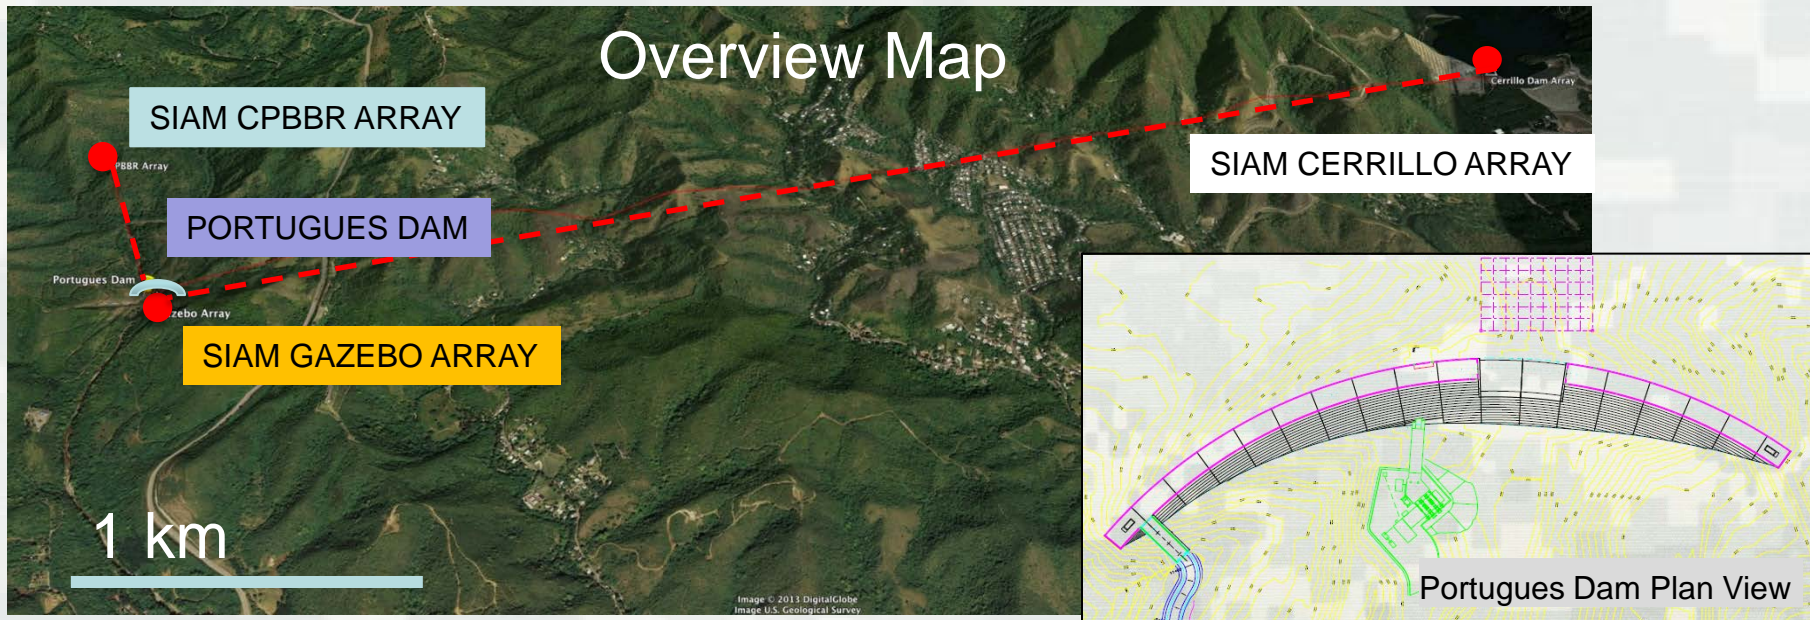 Overview Map
Cerrillo Dam Array
SIAM CPBBR ARRAY
SIAM CERRILLO ARRAY
PBBR Array
PORTUGUES DAM
Portugues Dam
zebo Array
SIAM GAZEBO ARRAY
1 km
Portugues Dam Plan View
Image © 2013 DigitalGlobe
Image U.S. Geological Survey